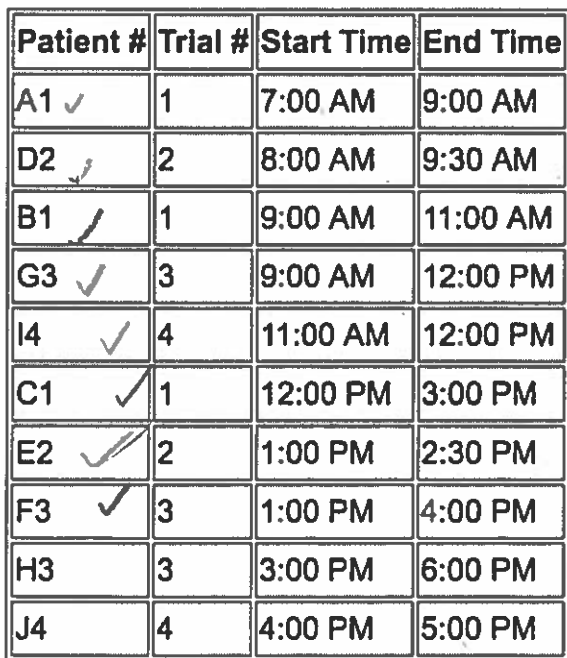 Patient # Trial # Start Time End Time
A1 1 7:00 AM 9:00 AM
D2 2 8:00 AM 9:30 AM
B1 1 9:00 AM 11:00 AM
G3 3 9:00 AM 12:00 PM
I4 4 11:00 AM 12:00 PM
C1 1 12:00 PM 3:00 PM
E2 2 1:00 PM 2:30 PM
F3 3 1:00 PM 4:00 PM
H3 3 3:00 PM 6:00 PM
J4 4 4:00 PM 5:00 PM